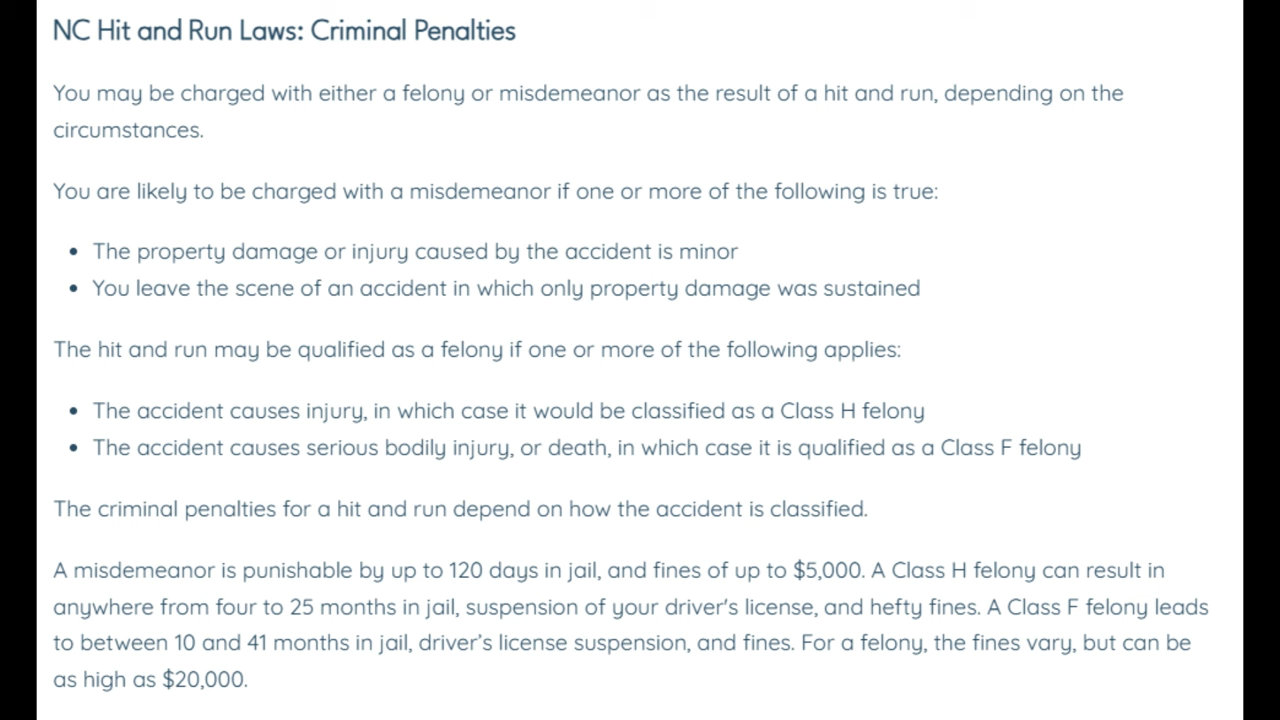 NC Hit and Run Laws: Criminal Penalties
You may be charged with either a felony or misdemeanor as the result of a hit and run, depending on the
circumstances.
You are likely to be charged with a misdemeanor if one or more of the following is true:
• The property damage or injury caused by the accident is minor
• You leave the scene of an accident in which only property damage was sustained
The hit and run may be qualified as a felony if one or more of the following applies:
• The accident causes injury, in which case it would be classified as a Class H felony
• The accident causes serious bodily injury, or death, in which case it is qualified as a Class F felony
The criminal penalties for a hit and run depend on how the accident is classified.
A misdemeanor is punishable by up to 120 days in jail, and fines of up to $5,000. A Class H felony can result in
anywhere from four to 25 months in jail, suspension of your driver's license, and hefty fines. A Class F felony leads
to between 10 and 41 months in jail, driver’s license suspension, and fines. For a felony, the fines vary, but can be
as high as $20,000.